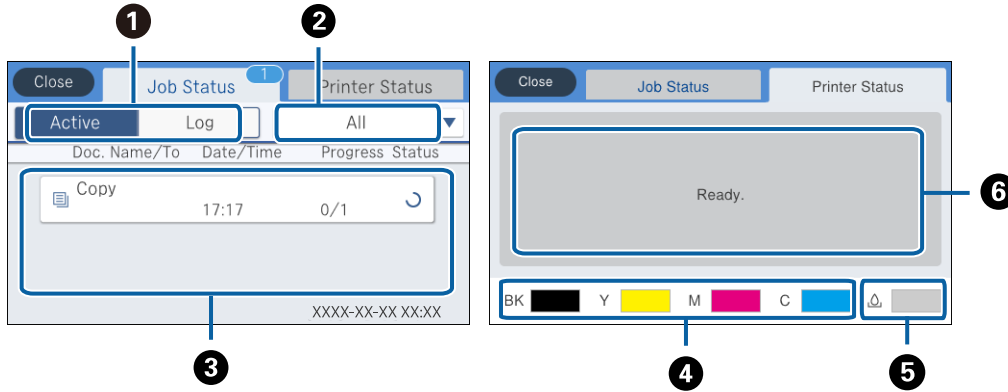 1 2
Close Job Status 1 Printer Status
Active Log All
Doc. Name/To Date/Time Progress Status
Copy
17:17 0/1
XXXX-XX-XX XX:XX
3
Close Job Status Printer Status
Ready.
6
BK Y M C
4 5